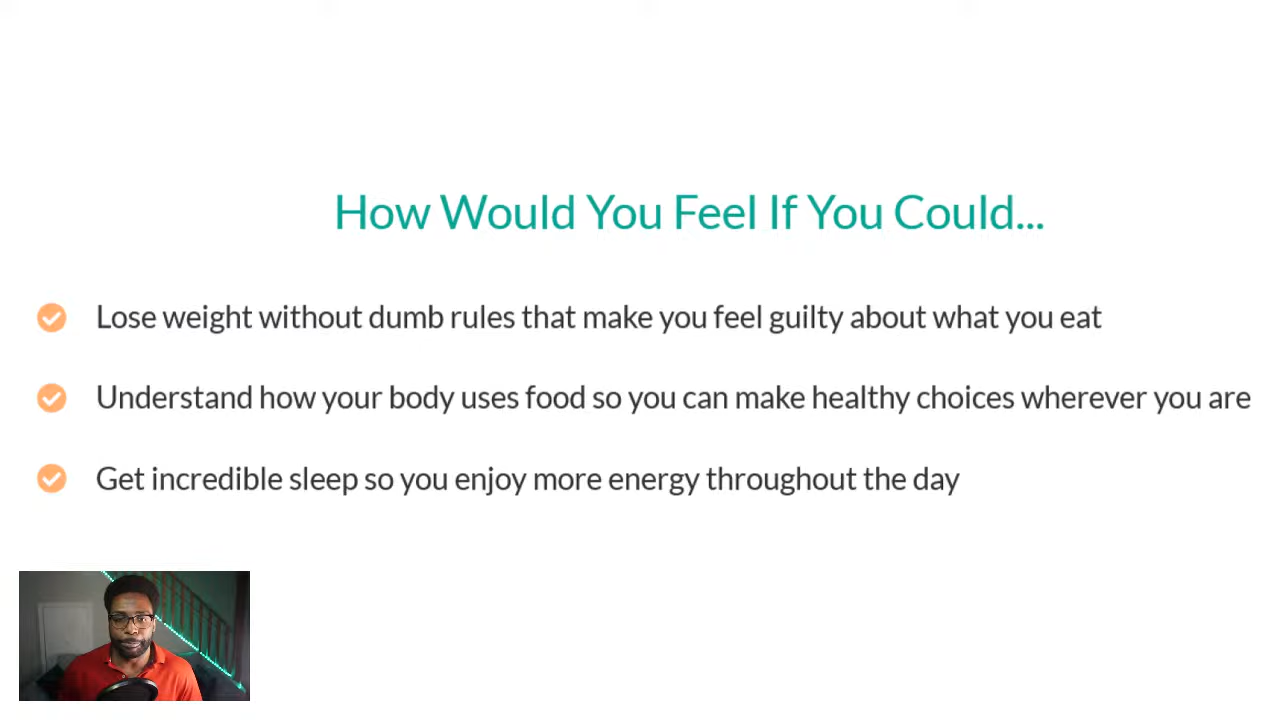 How Would You Feel If You Could...
Lose weight without dumb rules that make you feel guilty about what you eat
Understand how your body uses food so you can make healthy choices wherever you are
Get incredible sleep so you enjoy more energy throughout the day